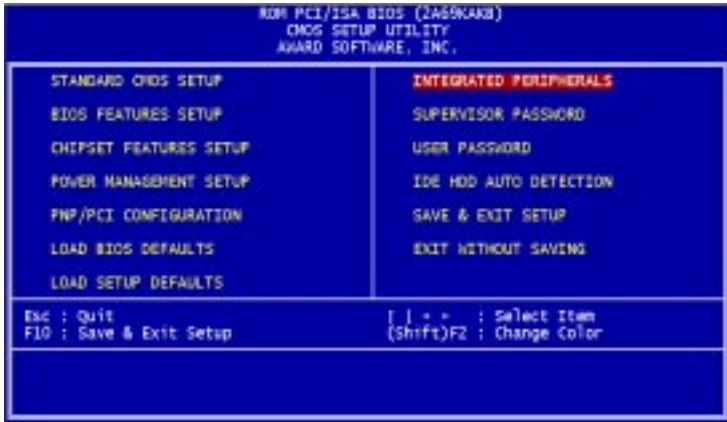 ROM PCI/ISA BIOS (2A69KAKB)
CMOS SETUP UTILITY
AWARD SOFTWARE, INC.
STANDARD CMOS SETUP
BIOS FEATURES SETUP
CHIPSET FEATURES SETUP
POWER MANAGEMENT SETUP
PNP/PCI CONFIGURATION
LOAD BIOS DEFAULTS
LOAD SETUP DEFAULTS
INTEGRATED PERIPHERALS
SUPERVISOR PASSWORD
USER PASSWORD
IDE HDD AUTO DETECTION
SAVE & EXIT SETUP
EXIT WITHOUT SAVING
Esc : Quit
F10 : Save & Exit Setup
: Select Item
(Shift)F2 : Change Color